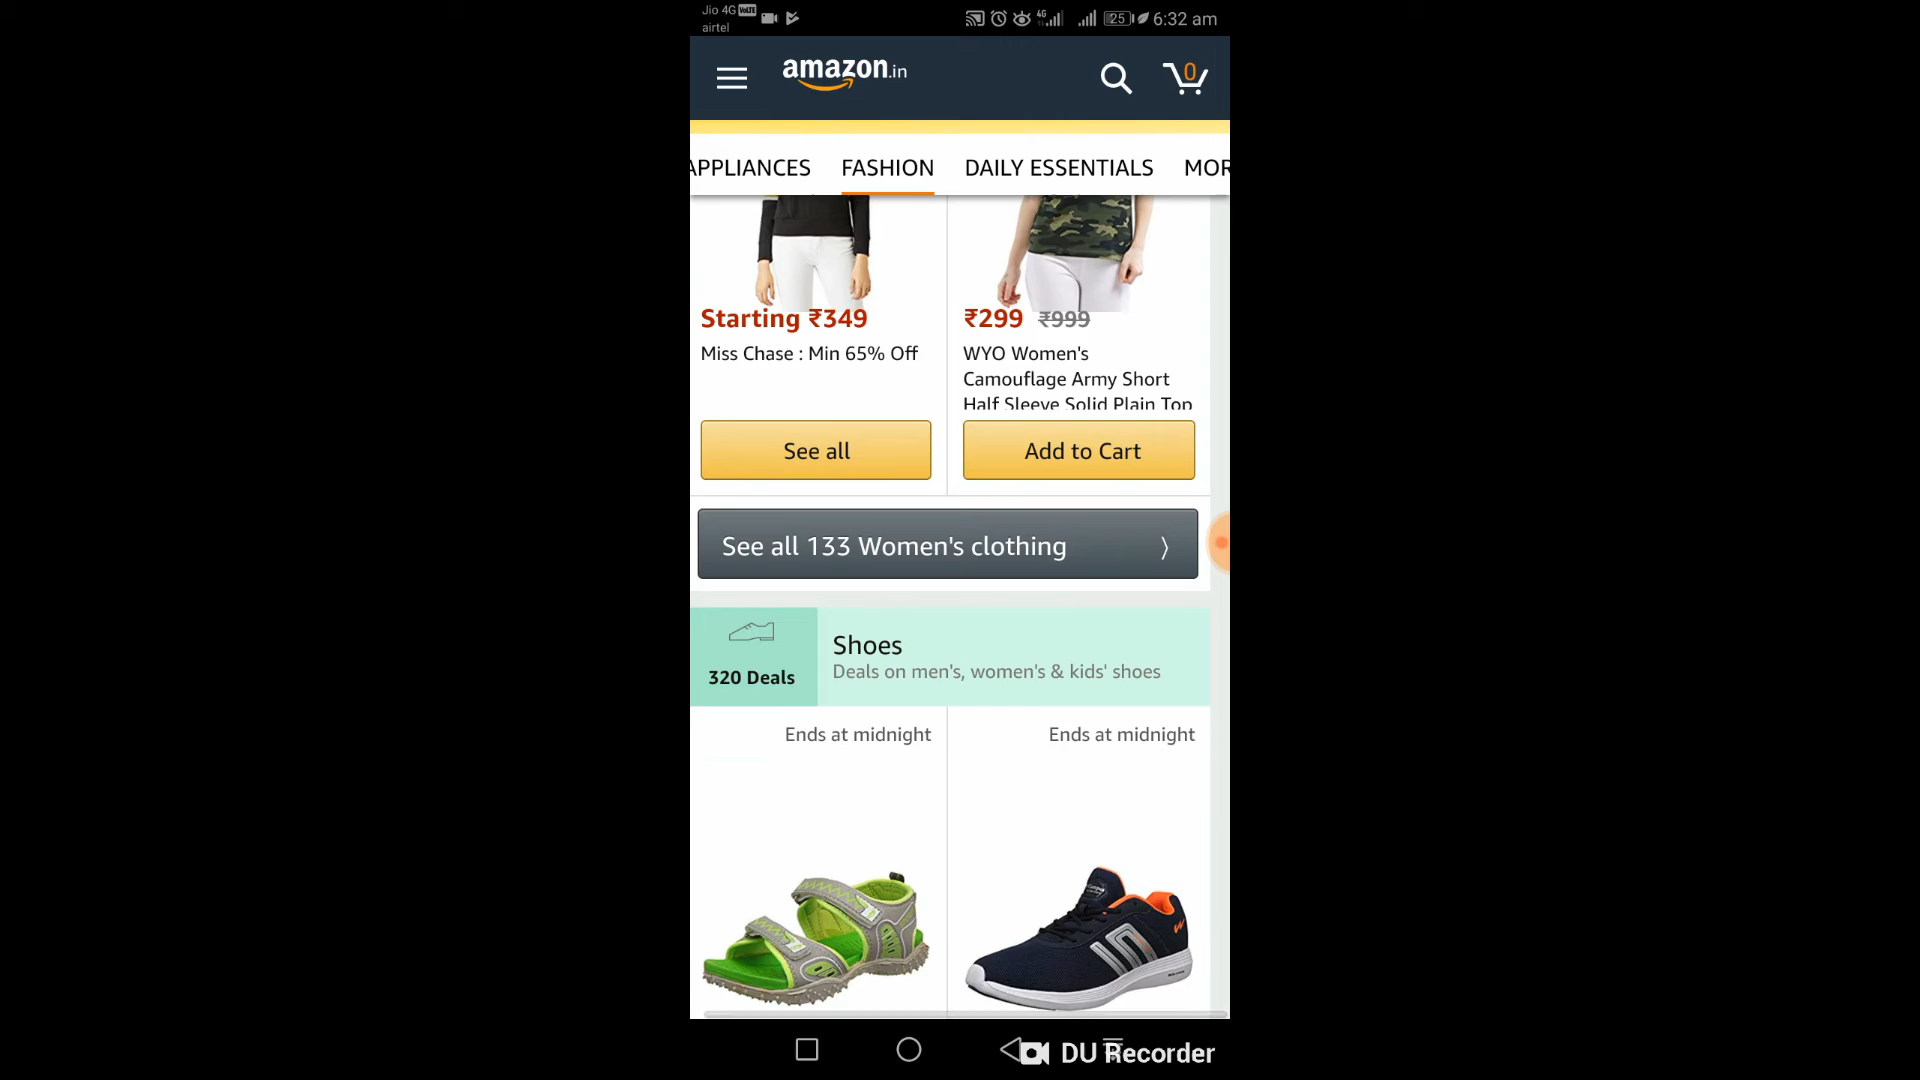 Jio 4G VoLTE
airtel
4G
25
6:32 am
amazon.in
0
APPLIANCES
FASHION
DAILY ESSENTIALS
MOR
Starting ₹349
Miss Chase : Min 65% Off
₹299 ₹999
WYO Women's
Camouflage Army Short
Half Sleeve Solid Plain Top
See all
Add to Cart
See all 133 Women's clothing
320 Deals
Shoes
Deals on men's, women's & kids' shoes
Ends at midnight
Ends at midnight
DU Recorder